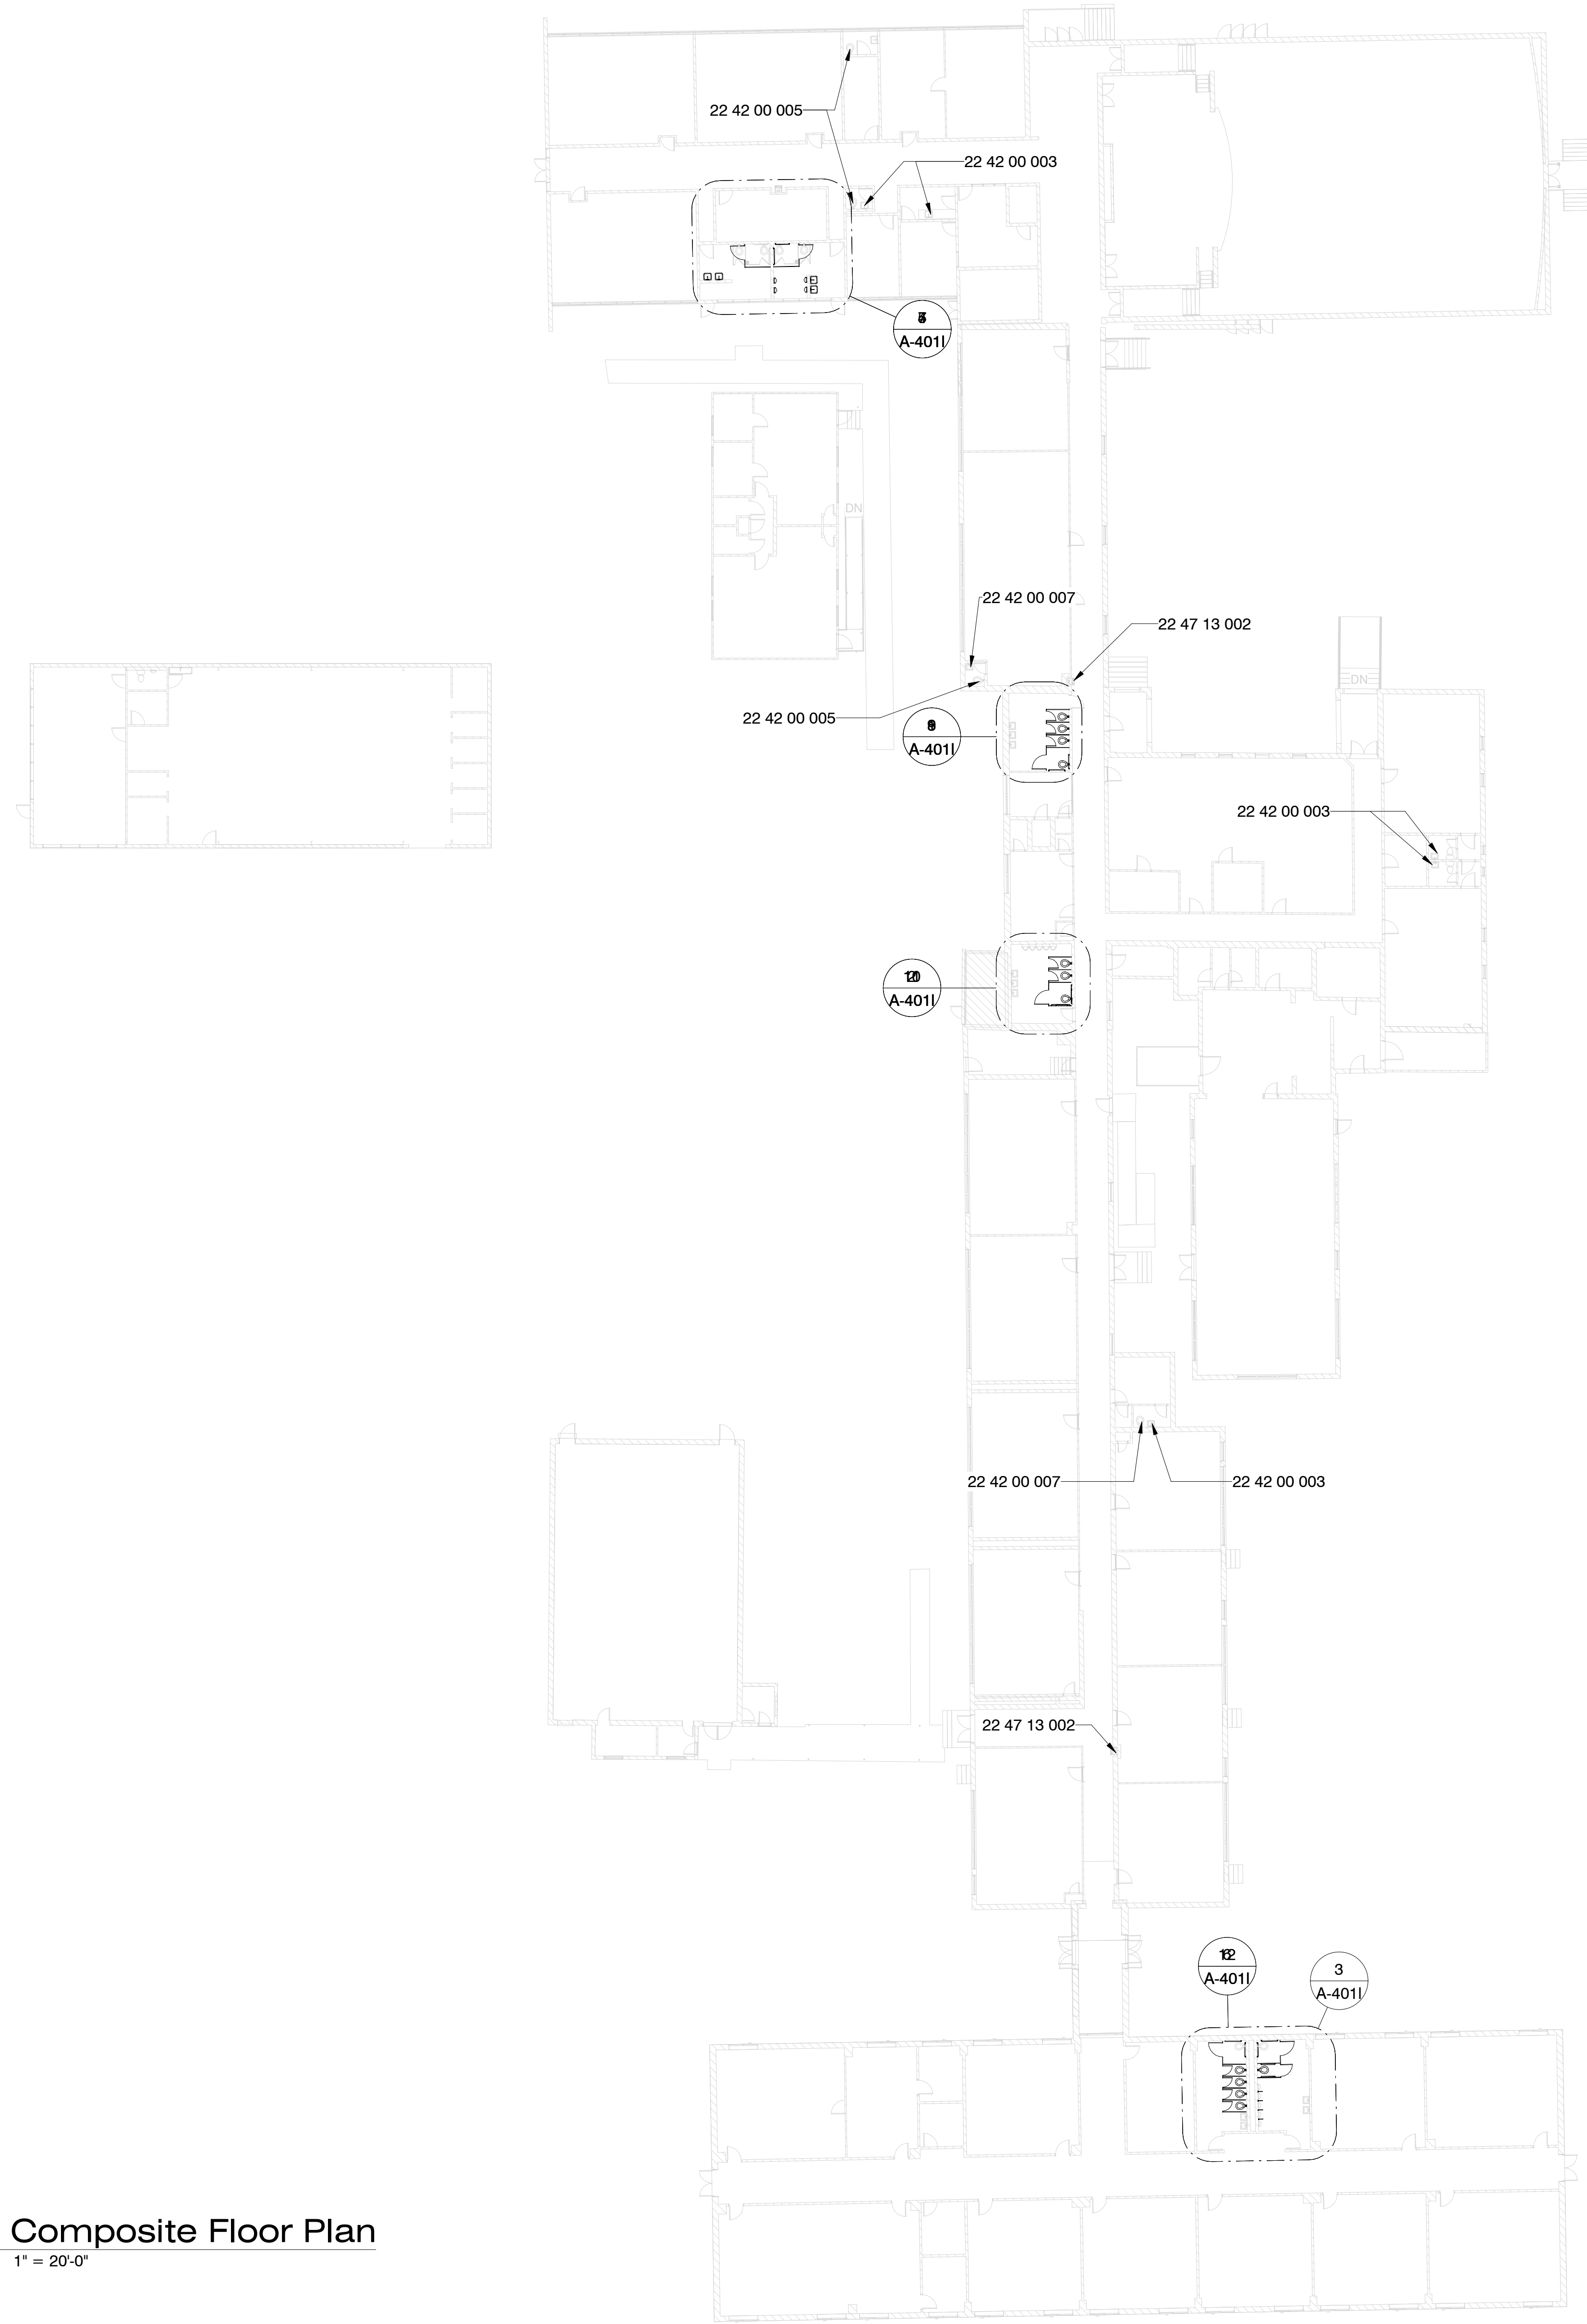 22 42 00 005
22 42 00 003
A-401I
DN
22 42 00 007
22 47 13 002
DN
22 42 00 005
A-401I
22 42 00 003
A-401I
22 42 00 007
22 42 00 003
22 47 13 002
A-401I
3
A-401I
Composite Floor Plan
1" = 20'-0"